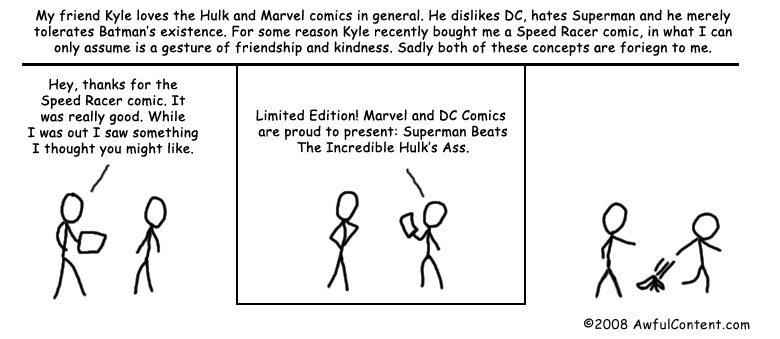 My friend Kyle loves the Hulk and Marvel comics in general. He dislikes DC, hates Superman and he merely
tolerates Batman's existence. For some reason Kyle recently bought me a Speed Racer comic, in what I can
only assume is a gesture of friendship and kindness. Sadly both of these concepts are foriegn to me.
Hey, thanks for the
Speed Racer comic. It
was really good. While
I was out I saw something
I thought you might like.
Limited Edition! Marvel and DC Comics
are proud to present: Superman Beats
The Incredible Hulk's Ass.
©2008 AwfulContent.com